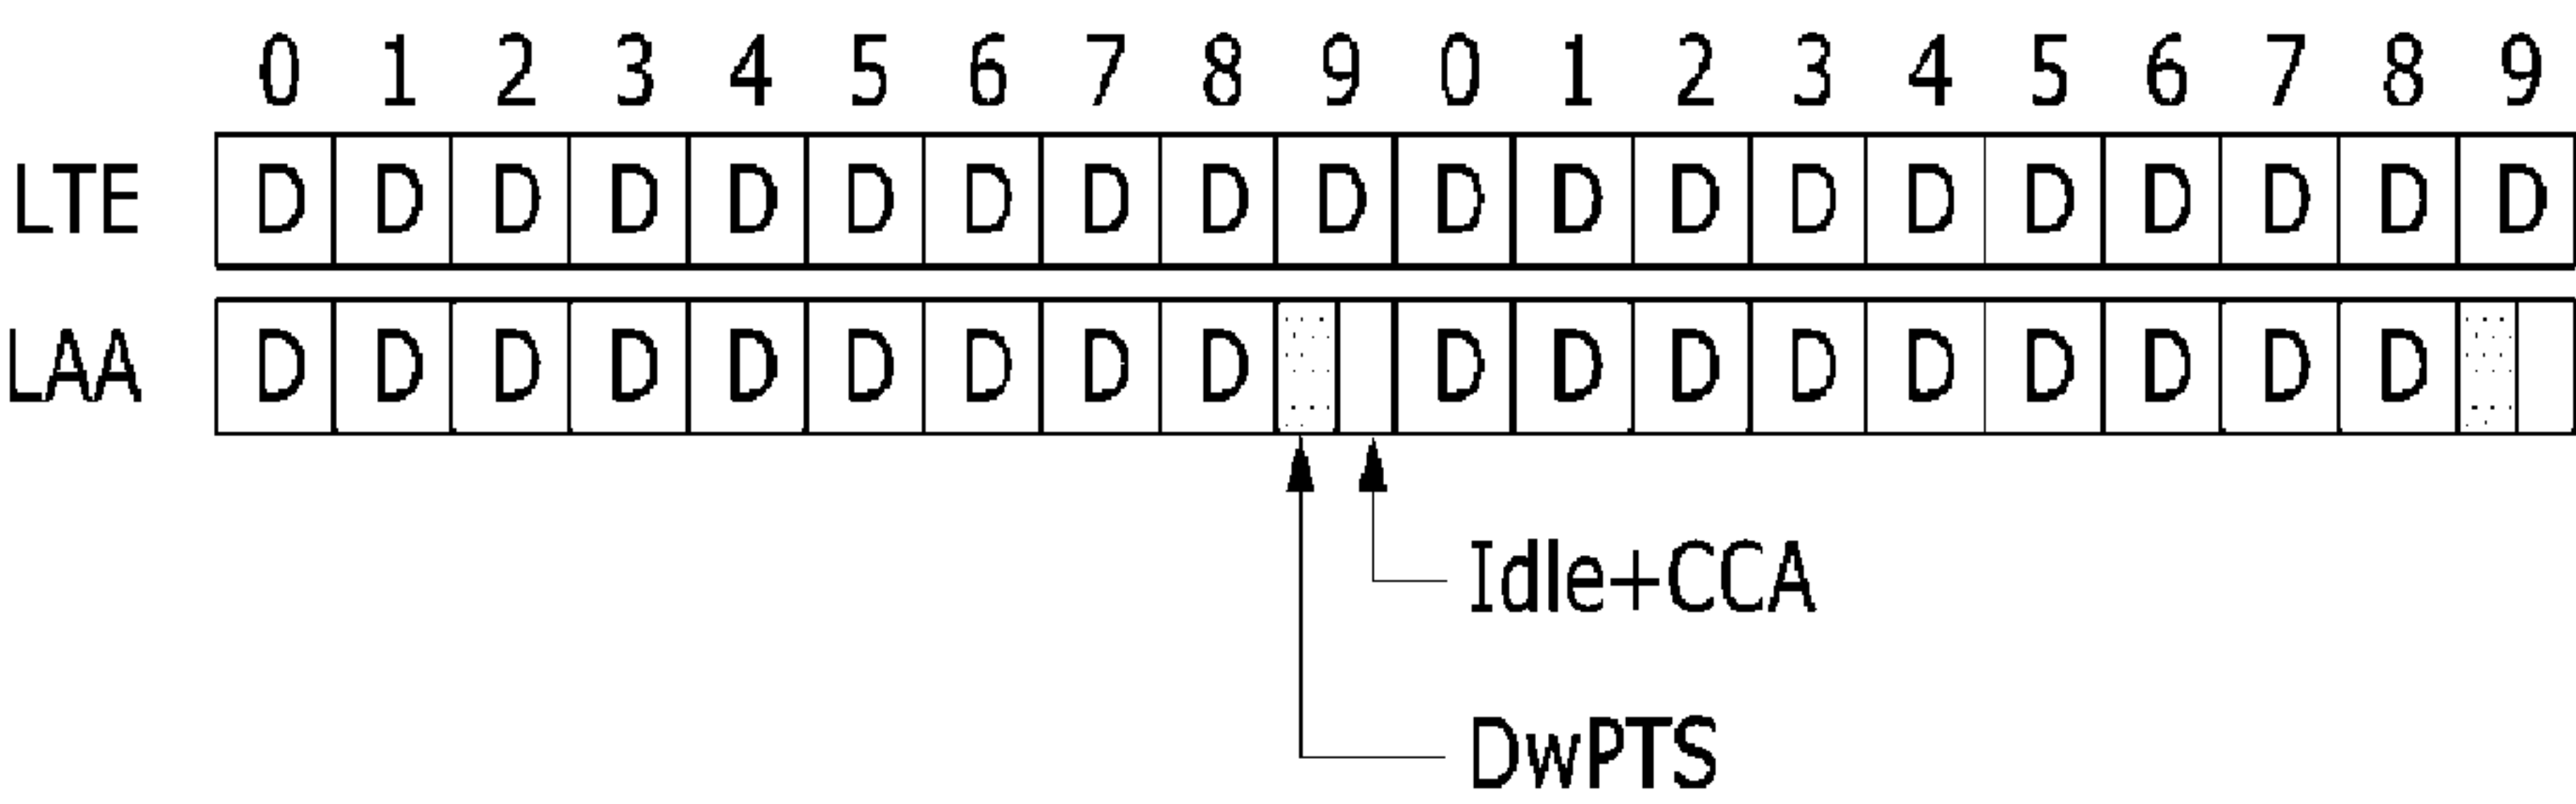 0 1 2 3 4 5 6 7 8 9 0 1 2 3 4 5 6 7 8 9
LTE D D D D D D D D D D D D D D D D D D D D
LAA D D D D D D D D D D D D D D D D D D
Idle+CCA
DwPTS